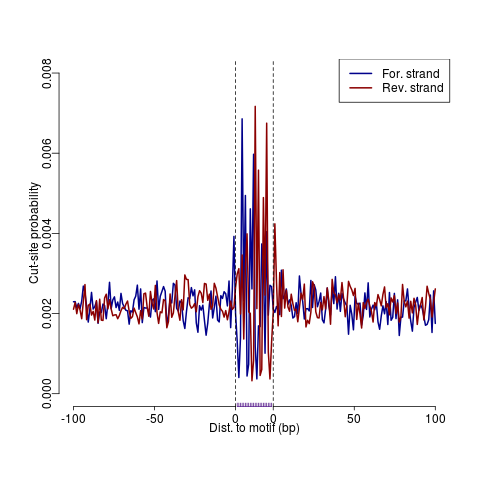 For. strand
Rev. strand
Cut-site probability
0.008
0.006
0.004
0.002
0.000
-100 -50 0 0 50 100
Dist. to motif (bp)